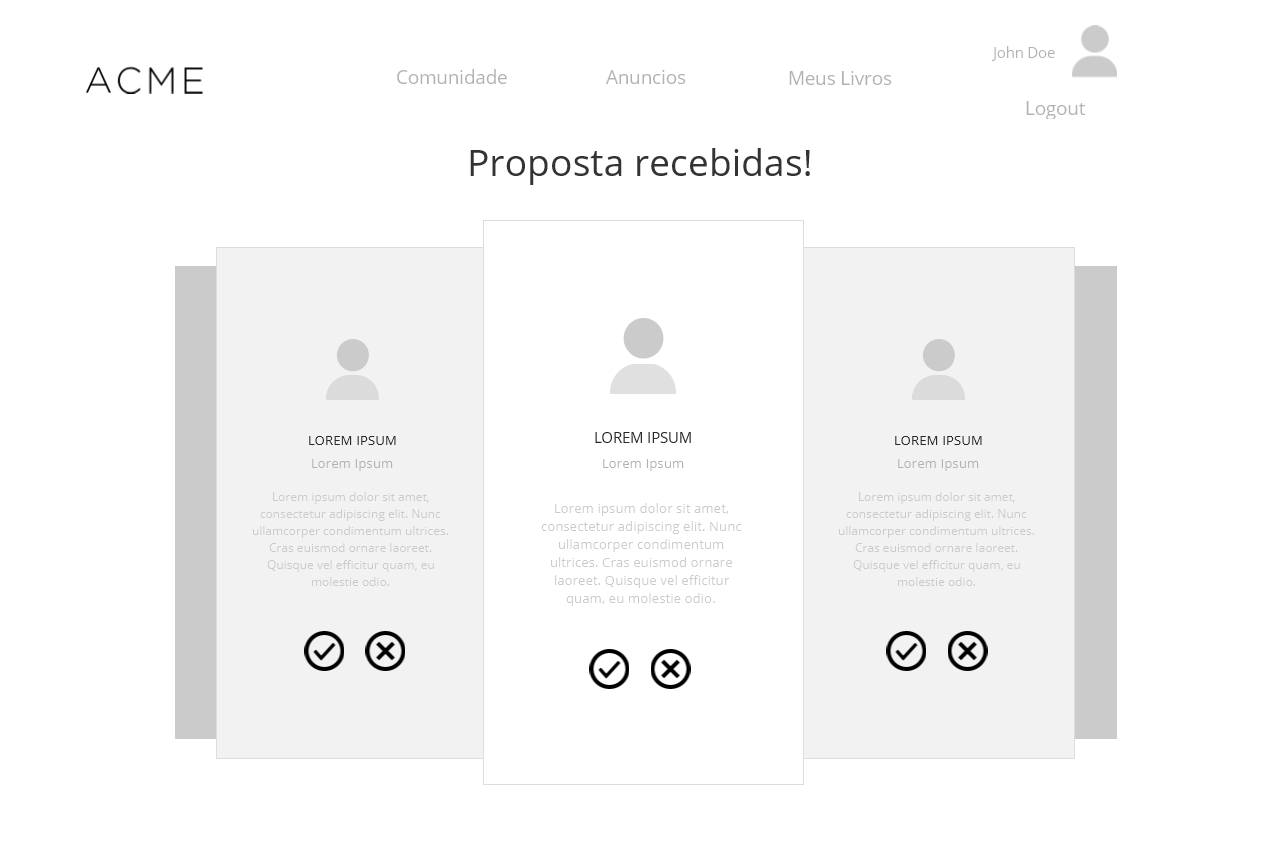 ACME
Comunidade
Anuncios
Meus Livros
John Doe
Logout
Proposta recebidas!
LOREM IPSUM
Lorem Ipsum
Lorem ipsum dolor sit amet,
consectetur adipiscing elit. Nunc
ullamcorper condimentum ultrices.
Cras euismod ornare laoreet.
Quisque vel efficitur quam, eu
molestie odio.
LOREM IPSUM
Lorem Ipsum
Lorem ipsum dolor sit amet,
consectetur adipiscing elit. Nunc
ullamcorper condimentum
ultrices. Cras euismod ornare
laoreet. Quisque vel efficitur
quam, eu molestie odio.
LOREM IPSUM
Lorem Ipsum
Lorem ipsum dolor sit amet,
consectetur adipiscing elit. Nunc
ullamcorper condimentum ultrices.
Cras euismod ornare laoreet.
Quisque vel efficitur quam, eu
molestie odio.